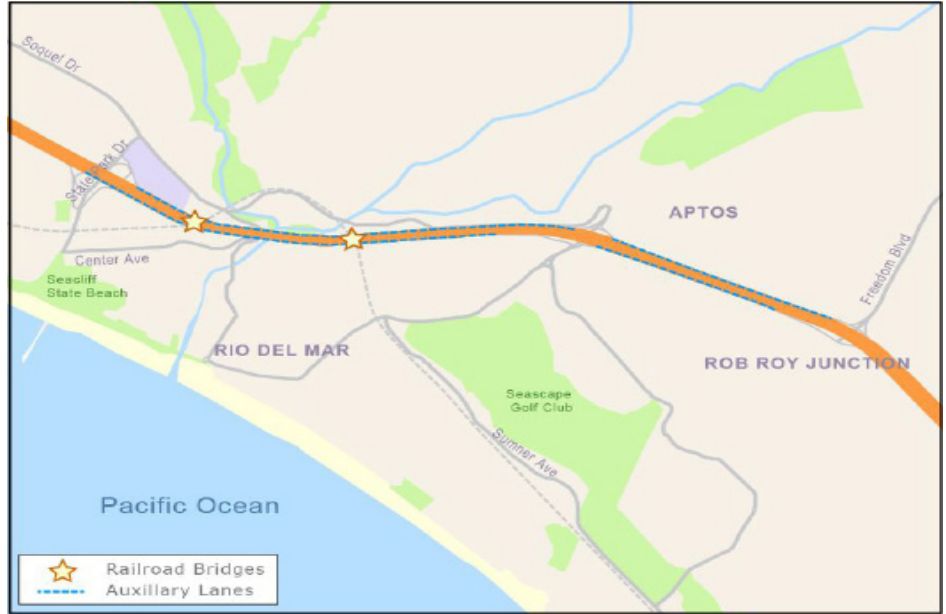 Soquel Dr
State Park Dr
APTOS
Freedom Blvd
Center Ave
Seacliff
State Beach
RIO DEL MAR
ROB ROY JUNCTION
Seascape
Golf Club
Sumner Ave
Pacific Ocean
Railroad Bridges
Auxillary Lanes